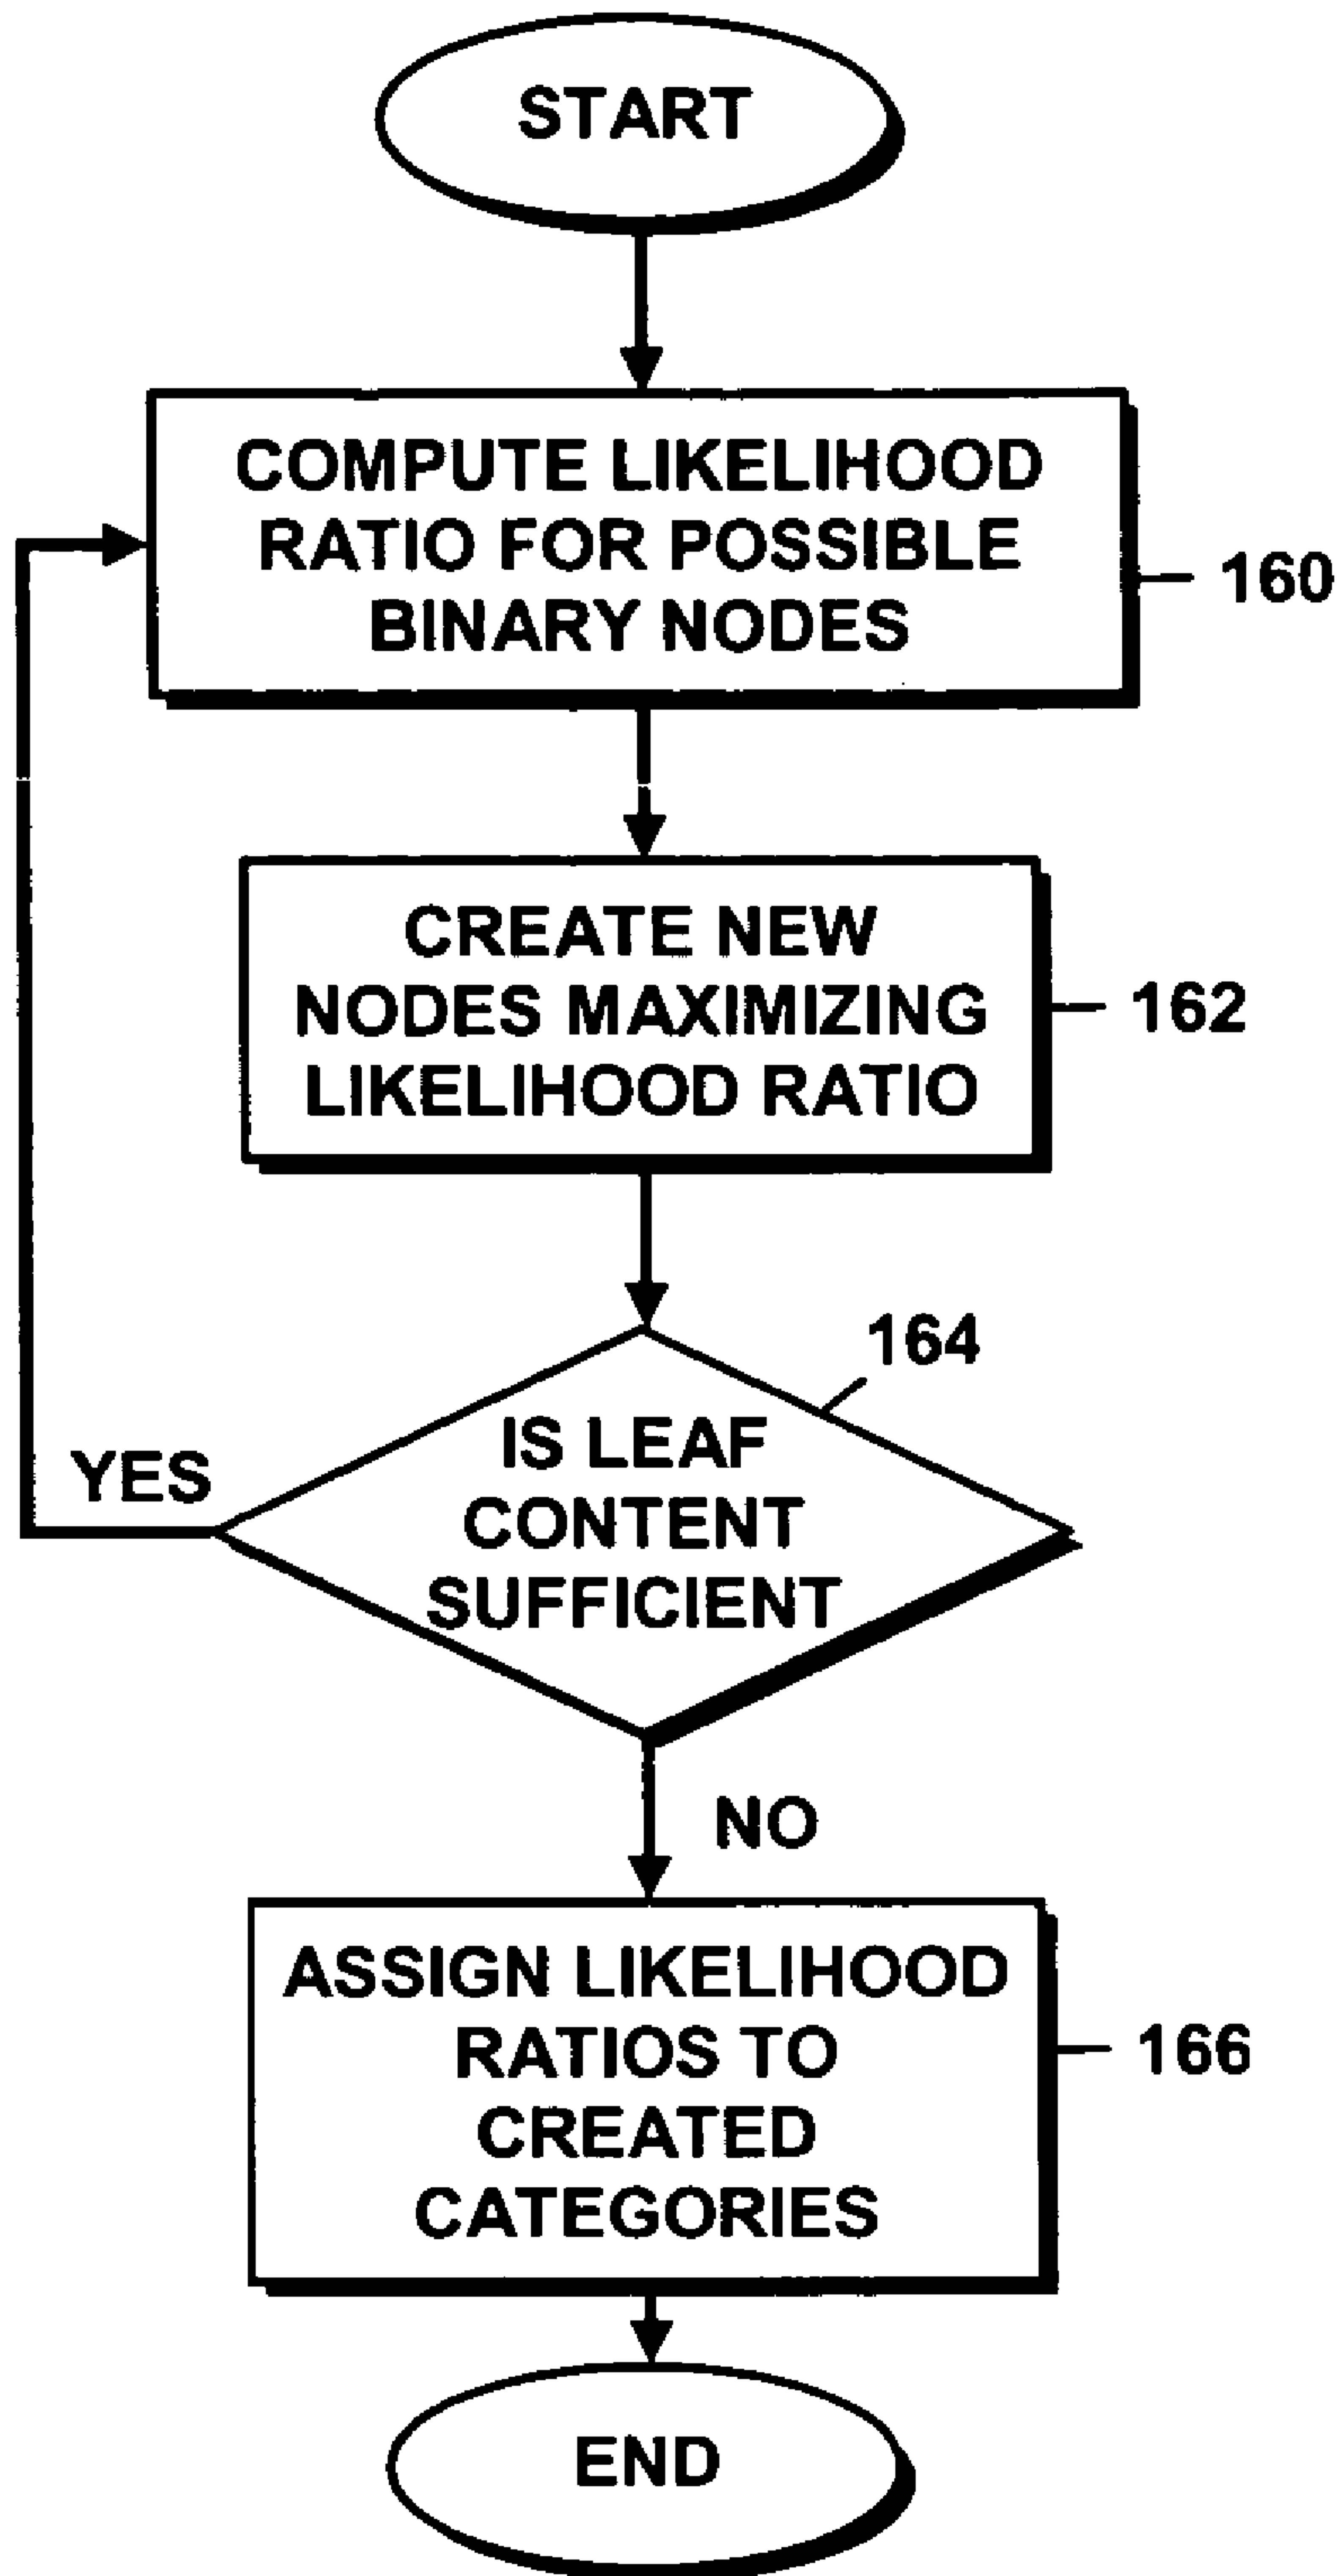 START
COMPUTE LIKELIHOOD
RATIO FOR POSSIBLE
BINARY NODES
160
CREATE NEW
NODES MAXIMIZING
LIKELIHOOD RATIO
162
164
IS LEAF
CONTENT
SUFFICIENT
YES
NO
ASSIGN LIKELIHOOD
RATIOS TO
CREATED
CATEGORIES
166
END